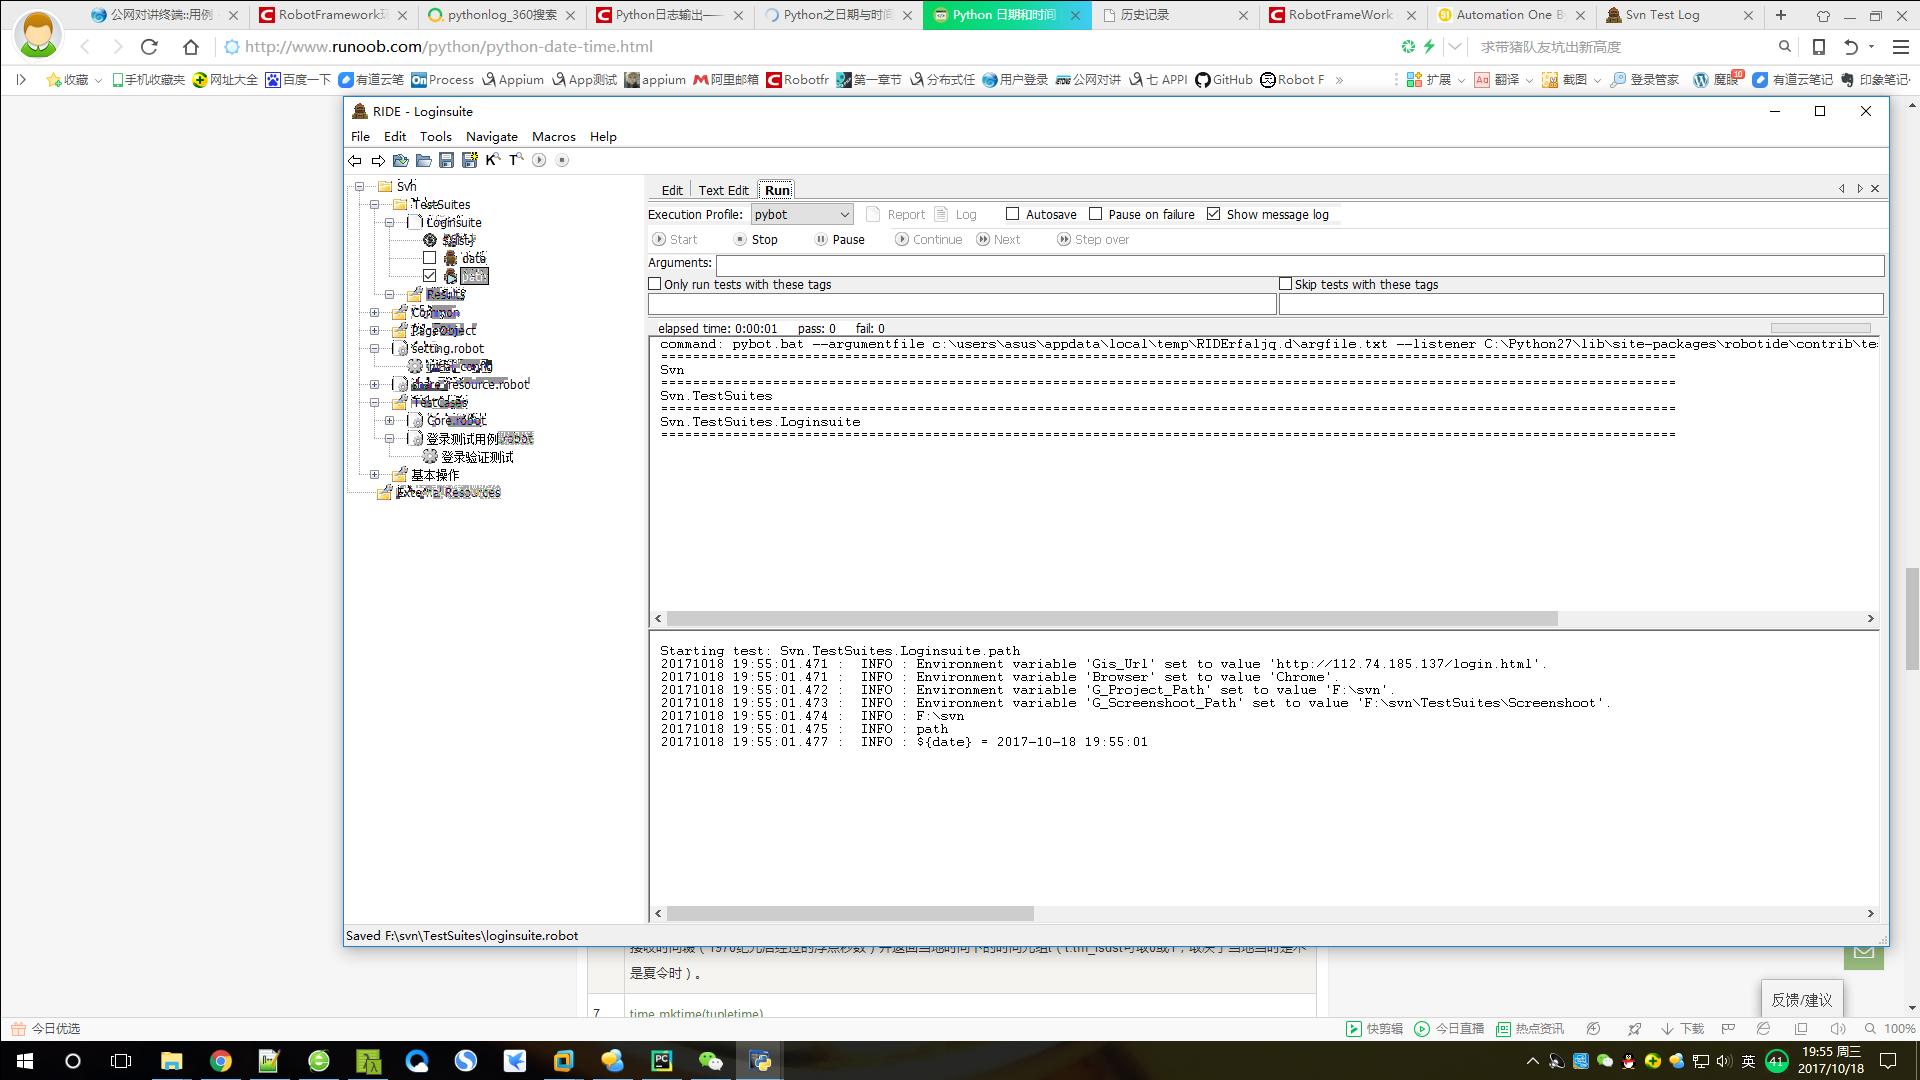 公网对讲终端::用例
RobotFramework环
pythonlog_360搜索
Python日志输出——
Python之日期与时间
Python 日期和时间
历史记录
RobotFrameWork
Automation One B
Svn Test Log
http://www.runoob.com/python/python-date-time.html
求带猪队友坑出新高度
收藏
手机收藏夹
网址大全
百度一下
有道云笔
Process
Appium
App测试
appium
阿里邮箱
Robotfr
第一章节
分布式任
用户登录
公网对讲
七 APPI
GitHub
Robot F
»
扩展
翻译
截图
登录管家
魔眼
10
有道云笔记
印象笔记·
RIDE - Loginsuite
File Edit Tools Navigate Macros Help
Svn
TestSuites
Loginsuite
data
path
Results
Common
PageObject
setting.robot
share_resource.robot
TestCases
Core.robot
登录测试用例.robot
登录验证测试
基本操作
External Resources
Edit Text Edit Run
Execution Profile: pybot Report Log Autosave Pause on failure Show message log
Start Stop Pause Continue Next Step over
Arguments:
Only run tests with these tags
Skip tests with these tags
elapsed time: 0:00:01 pass: 0 fail: 0
command: pybot.bat --argumentfile c:\users\asus\appdata\local\temp\RIDErfaljq.d\argfile.txt --listener C:\Python27\lib\site-packages\robotide\contrib\te
Svn
Svn.TestSuites
Svn.TestSuites.Loginsuite
Starting test: Svn.TestSuites.Loginsuite.path
20171018 19:55:01.471 : INFO : Environment variable 'Gis_Url' set to value 'http://112.74.185.137/login.html'.
20171018 19:55:01.471 : INFO : Environment variable 'Browser' set to value 'Chrome'.
20171018 19:55:01.472 : INFO : Environment variable 'G_Project_Path' set to value 'F:\svn'.
20171018 19:55:01.473 : INFO : Environment variable 'G_Screenshoot_Path' set to value 'F:\svn\TestSuites\Screenshoot'.
20171018 19:55:01.474 : INFO : F:\svn
20171018 19:55:01.475 : INFO : path
20171018 19:55:01.477 : INFO : ${date} = 2017-10-18 19:55:01
Saved F:\svn\TestSuites\loginsuite.robot
接收时间辍（1970纪元后经过的浮点秒数）并返回当地时间下的时间元组t（t.tm_isdst可取0或1，取决于当地当时是不
是夏令时）。
7 time.mktime(tupletime)
反馈/建议
今日优选
快剪辑
今日直播
热点资讯
下载
100%
英
41
19:55 周三
2017/10/18